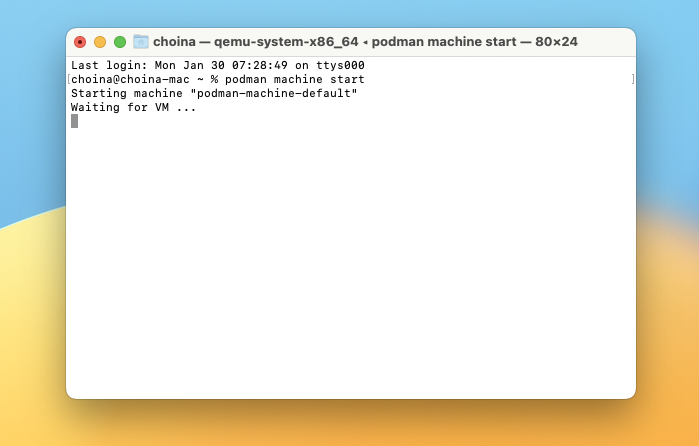 choina — qemu-system-x86_64 ◂ podman machine start — 80×24
Last login: Mon Jan 30 07:28:49 on ttys000
[choina@choina-mac ~ % podman machine start ]
Starting machine "podman-machine-default"
Waiting for VM ...